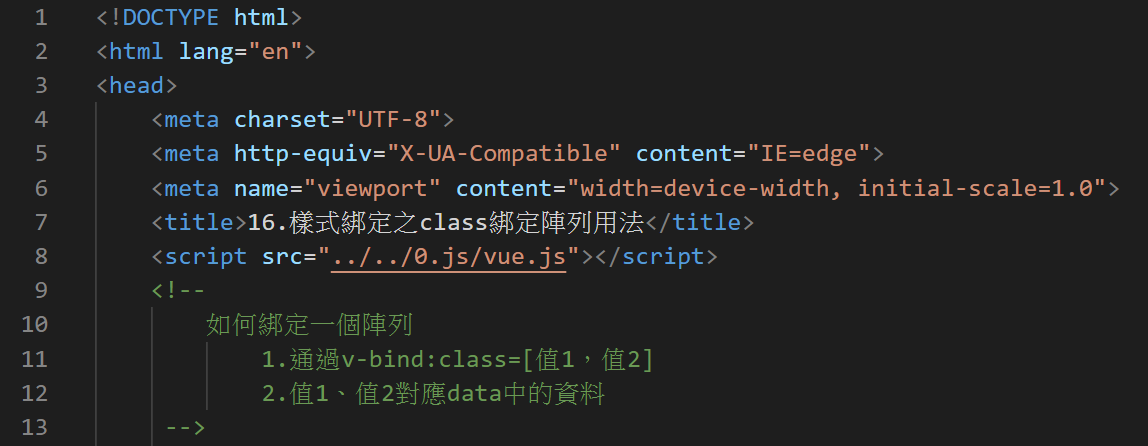 1 <!DOCTYPE html>
2 <html lang="en">
3 <head>
4 <meta charset="UTF-8">
5 <meta http-equiv="X-UA-Compatible" content="IE=edge">
6 <meta name="viewport" content="width=device-width, initial-scale=1.0">
7 <title>16.樣式綁定之class綁定陣列用法</title>
8 <script src="../../0.js/vue.js"></script>
9 <!--
10 如何綁定一個陣列
11 1.通過v-bind:class=[值1，值2]
12 2.值1、值2對應data中的資料
13 -->